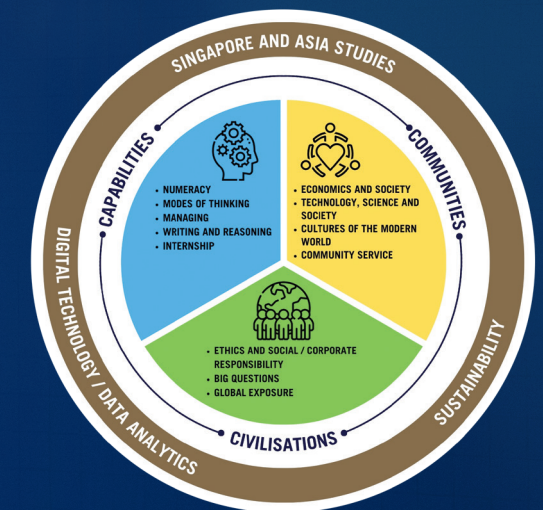 SINGAPORE AND ASIA STUDIES
CAPABILITIES
COMMUNITIES
• NUMERACY
• MODES OF THINKING
• MANAGING
• WRITING AND REASONING
• INTERNSHIP
• ECONOMICS AND SOCIETY
• TECHNOLOGY, SCIENCE AND
SOCIETY
• CULTURES OF THE MODERN
WORLD
• COMMUNITY SERVICE
• ETHICS AND SOCIAL / CORPORATE
RESPONSIBILITY
• BIG QUESTIONS
• GLOBAL EXPOSURE
CIVILISATIONS
DIGITAL TECHNOLOGY / DATA ANALYTICS
SUSTAINABILITY